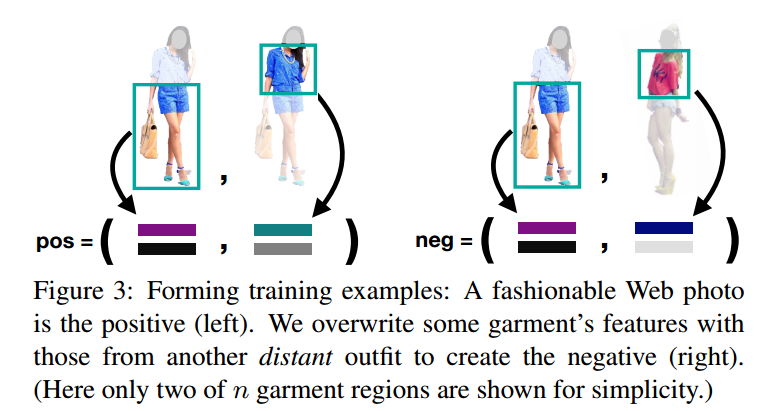 pos = ( , )
neg = ( , )
Figure 3: Forming training examples: A fashionable Web photo
is the positive (left). We overwrite some garment's features with
those from another distant outfit to create the negative (right).
(Here only two of n garment regions are shown for simplicity.)